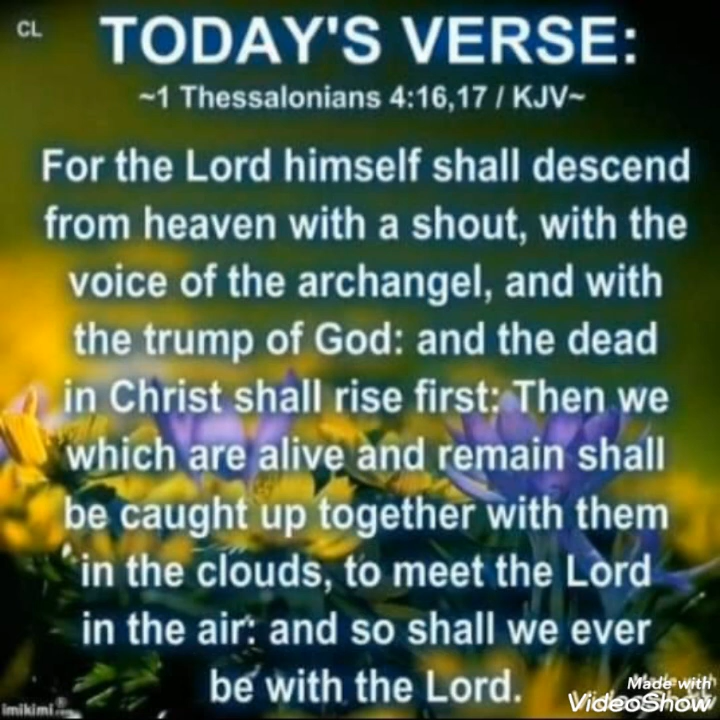 CL
TODAY'S VERSE:
~1 Thessalonians 4:16,17 / KJV~
For the Lord himself shall descend
from heaven with a shout, with the
voice of the archangel, and with
the trump of God: and the dead
in Christ shall rise first: Then we
which are alive and remain shall
be caught up together with them
in the clouds, to meet the Lord
in the air: and so shall we ever
be with the Lord.
Made with
VideoShow
imikimi